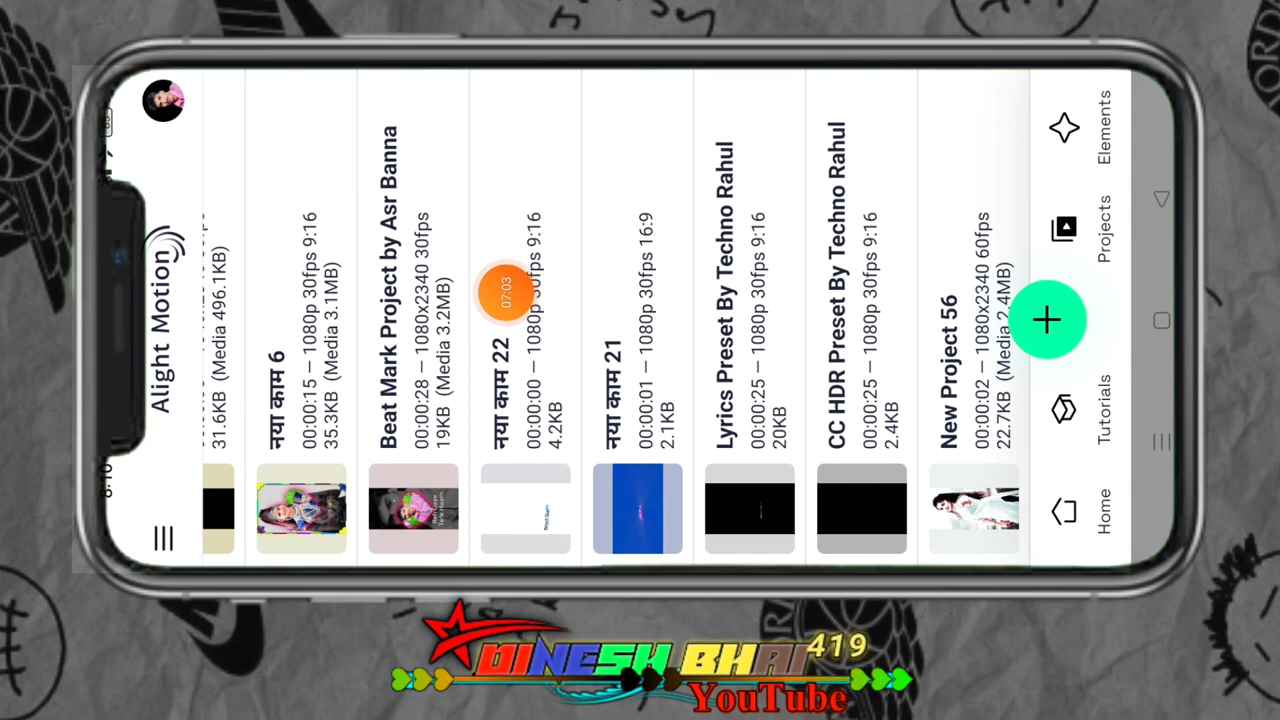 8:10
Alight Motion
31.6KB (Media 496.1KB)
नया काम 6
00:00:15 — 1080p 30fps 9:16
35.3KB (Media 3.1MB)
Beat Mark Project by Asr Banna
00:00:28 — 1080x2340 30fps
19KB (Media 3.2MB)
नया काम 22
00:00:00 — 1080p 30fps 9:16
4.2KB
07:03
नया काम 21
00:00:01 — 1080p 30fps 16:9
2.1KB
Lyrics Preset By Techno Rahul
00:00:25 — 1080p 30fps 9:16
20KB
CC HDR Preset By Techno Rahul
00:00:25 — 1080p 30fps 9:16
2.4KB
New Project 56
00:00:02 — 1080x2340 60fps
22.7KB (Media 2.4MB)
Home
Tutorials
Projects
Elements
DINESH BHAI 419
YouTube